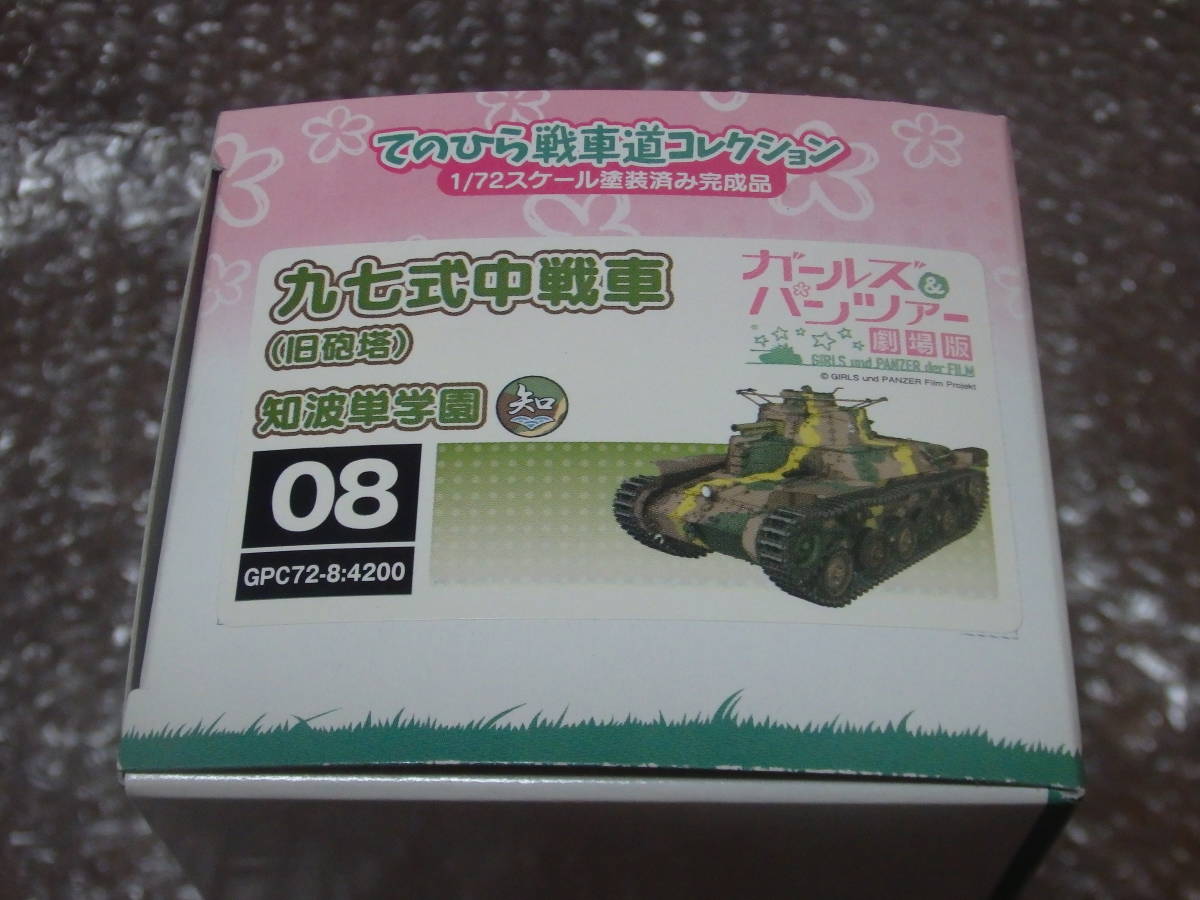 てのひら戦車道コレクション
1/72スケール塗装済み完成品
九七式中戦車
(旧砲塔)
知波単学園
知
08
GPC72-8:4200
ガールズ&
パンツァー
劇場版
GIRLS und PANZER der FILM
© GIRLS und PANZER Film Projekt